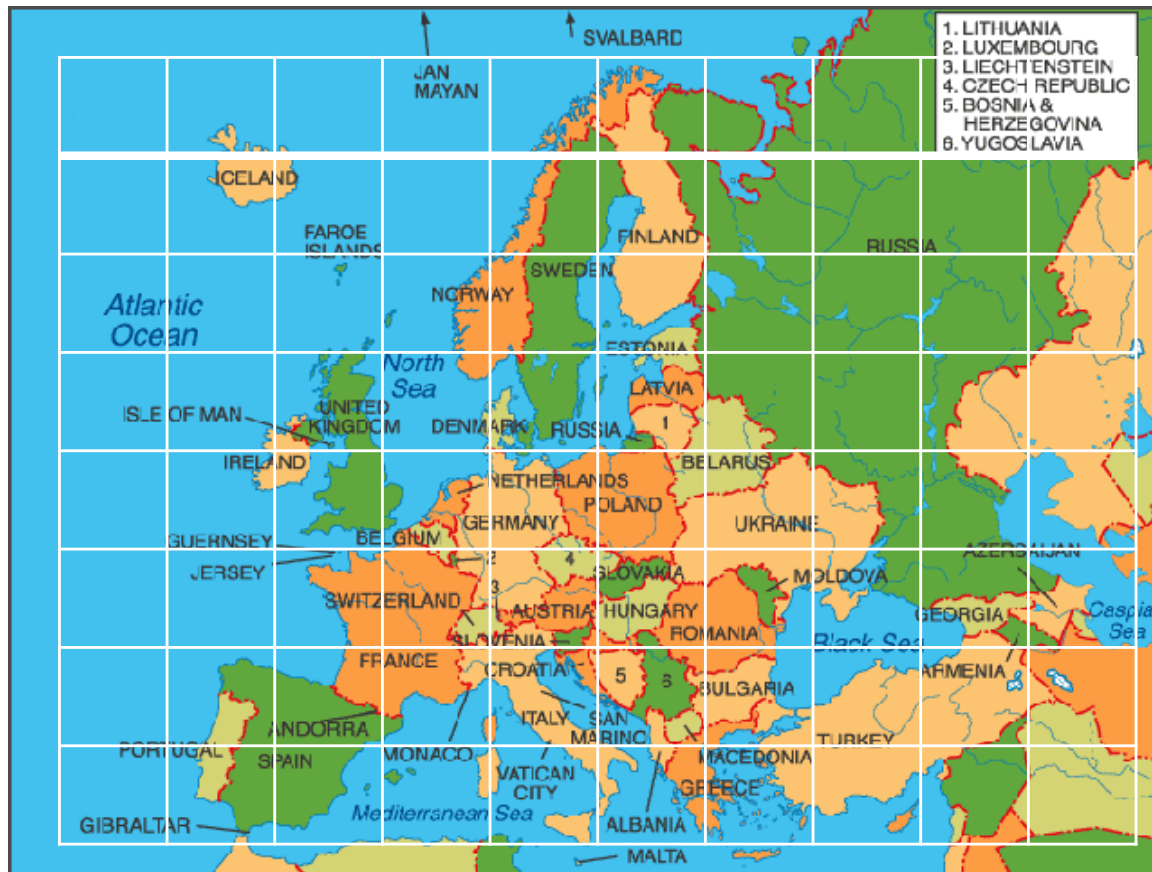 SVALBARD
JAN
MAYAN
1. LITHUANIA
2. LUXEMBOURG
3. LIECHTENSTEIN
4. CZECH REPUBLIC
5. BOSNIA &
HERZEGOVINA
6. YUGOSLAVIA
ICELAND
FAROE
ISLANDS
FINLAND
RUSSIA
SWEDEN
NORWAY
Atlantic
Ocean
North
Sea
ESTONIA
LATVIA
ISLE OF MAN
UNITED
KINGDOM
DENMARK
RUSSIA
1
IRELAND
BELARUS
NETHERLANDS
POLAND
GERMANY
UKRAINE
BELGIUM
GUERNSEY
JERSEY
2
4
SLOVAKIA
MOLDOVA
AZERBAIJAN
SWITZERLAND
3
AUSTRIA
HUNGARY
ROMANIA
GEORGIA
Caspia
Sea
SLOVENIA
Black Sea
FRANCE
CROATIA
5
6
BULGARIA
ARMENIA
ANDORRA
ITALY
SAN
MARINO
TURKEY
PORTUGAL
SPAIN
MONACO
VATICAN
CITY
MACEDONIA
GREECE
Mediterranean Sea
GIBRALTAR
ALBANIA
MALTA